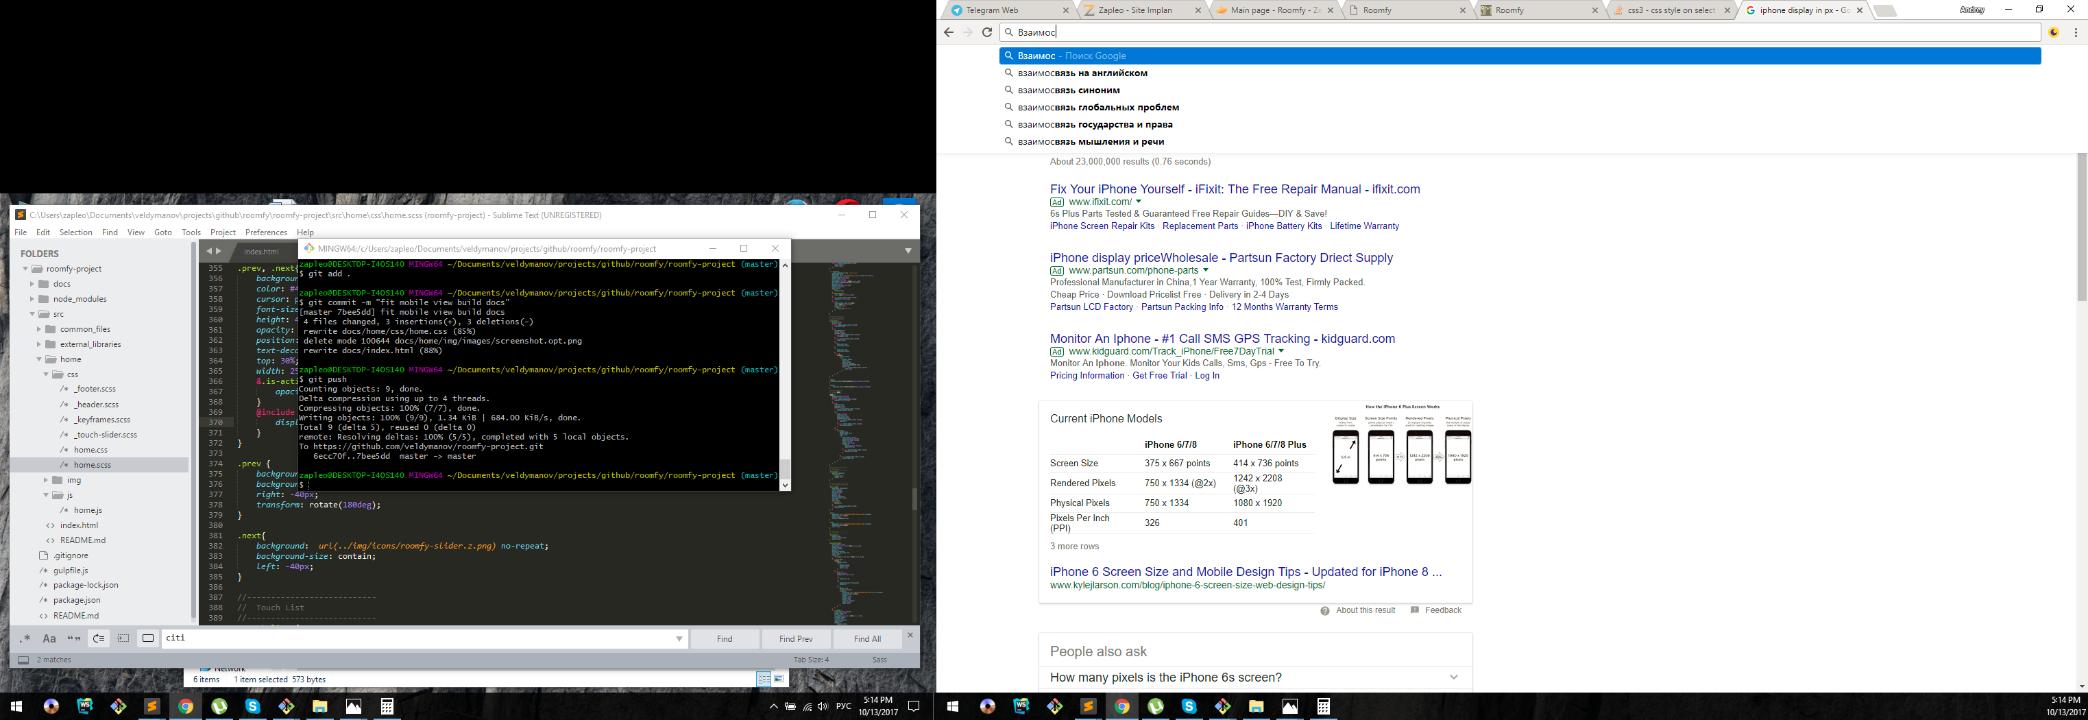 C:\Users\zapleo\Documents\veldymanov\projects\github\roomfy\roomfy-project\src\home\css\home.scss (roomfy-project) - Sublime Text (UNREGISTERED)
File Edit Selection Find View Goto Tools Project Preferences Help
FOLDERS
roomfy-project
docs
node_modules
src
common_files
external_libraries
home
css
_footer.scss
_header.scss
_keyframes.scss
_touch-slider.scss
home.css
home.scss
img
js
home.js
index.html
README.md
.gitignore
gulpfile.js
package-lock.json
package.json
README.md
index.html
355 .prev, .next{
356 backgroun
357 color: #4
358 cursor: p
359 font-size
360 height: 4
361 opacity:
362 position:
363 text-deco
364 top: 30%;
365 width: 25
366 &.is-acti
367 opac
368 }
369 @include
370 displ
371 }
372 }
373
374 .prev {
375 backgroun
376 backgroun
377 right: -40px;
378 transform: rotate(180deg);
379 }
380
381 .next{
382 background: url(../img/icons/roomfy-slider.z.png) no-repeat;
383 background-size: contain;
384 left: -40px;
385 }
386
387 //---------------------------
388 // Touch List
389 //---------------------------
MINGW64:/c/Users/zapleo/Documents/veldymanov/projects/github/roomfy/roomfy-project
zapleo@DESKTOP-I4OS14O MINGW64 ~/Documents/veldymanov/projects/github/roomfy/roomfy-project (master)
$ git add .
zapleo@DESKTOP-I4OS14O MINGW64 ~/Documents/veldymanov/projects/github/roomfy/roomfy-project (master)
$ git commit -m "fit mobile view build docs"
[master 7bee5dd] fit mobile view build docs
4 files changed, 3 insertions(+), 3 deletions(-)
rewrite docs/home/css/home.css (85%)
delete mode 100644 docs/home/img/images/screenshot.opt.png
rewrite docs/index.html (88%)
zapleo@DESKTOP-I4OS14O MINGW64 ~/Documents/veldymanov/projects/github/roomfy/roomfy-project (master)
$ git push
Counting objects: 9, done.
Delta compression using up to 4 threads.
Compressing objects: 100% (7/7), done.
Writing objects: 100% (9/9), 1.34 KiB | 684.00 KiB/s, done.
Total 9 (delta 5), reused 0 (delta 0)
remote: Resolving deltas: 100% (5/5), completed with 5 local objects.
To https://github.com/veldymanov/roomfy-project.git
6ecc70f..7bee5dd master -> master
zapleo@DESKTOP-I4OS14O MINGW64 ~/Documents/veldymanov/projects/github/roomfy/roomfy-project (master)
$
.* Aa “” citi Find Find Prev Find All
2 matches Tab Size: 4 Sass
Network
6 items 1 item selected 573 bytes
РУС 5:14 PM
10/13/2017
Telegram Web Zapleo - Site Implan Main page - Roomfy - Ze Roomfy Roomfy css3 - css style on select iphone display in px - Go Andrey
Взаимос
Взаимос - Поиск Google
взаимосвязь на английском
взаимосвязь синоним
взаимосвязь глобальных проблем
взаимосвязь государства и права
взаимосвязь мышления и речи
About 23,000,000 results (0.76 seconds)
Fix Your iPhone Yourself - iFixit: The Free Repair Manual - ifixit.com
Ad www.ifixit.com/
6s Plus Parts Tested & Guaranteed Free Repair Guides—DIY & Save!
iPhone Screen Repair Kits · Replacement Parts · iPhone Battery Kits · Lifetime Warranty
iPhone display priceWholesale - Partsun Factory Driect Supply
Ad www.partsun.com/phone-parts
Professional Manufacturer in China,1 Year Warranty, 100% Test, Firmly Packed.
Cheap Price · Download Pricelist Free · Delivery in 2-4 Days
Partsun LCD Factory · Partsun Packing Info · 12 Months Warranty Terms
Monitor An Iphone - #1 Call SMS GPS Tracking - kidguard.com
Ad www.kidguard.com/Track_iPhone/Free7DayTrial
Monitor An Iphone. Monitor Your Kids Calls, Sms, Gps - Free To Try.
Pricing Information · Get Free Trial · Log In
Current iPhone Models
How the iPhone 6 Plus Screen Works
iPhone 6/7/8 iPhone 6/7/8 Plus
Screen Size 375 x 667 points 414 x 736 points
Rendered Pixels 750 x 1334 (@2x) 1242 x 2208 (@3x)
Physical Pixels 750 x 1334 1080 x 1920
Pixels Per Inch (PPI) 326 401
3 more rows
iPhone 6 Screen Size and Mobile Design Tips - Updated for iPhone 8 ...
www.kylejlarson.com/blog/iphone-6-screen-size-web-design-tips/
About this result Feedback
People also ask
How many pixels is the iPhone 6s screen?
5:14 PM
10/13/2017